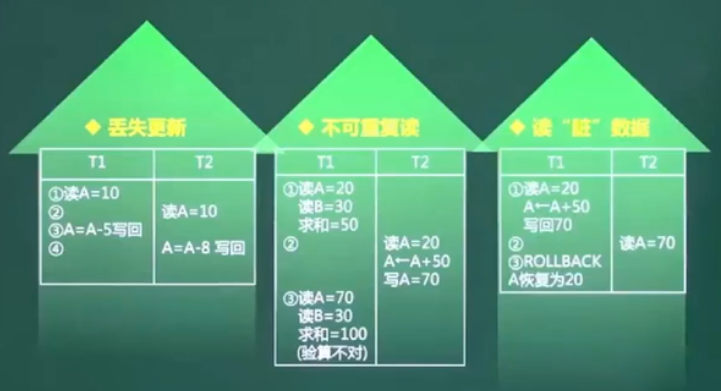 ◆ 丢失更新
T1 T2
①读A=10
② 读A=10
③A=A-5写回
④ A=A-8 写回
◆ 不可重复读
T1 T2
①读A=20
读B=30
求和=50
② 读A=20
A←A+50
写A=70
③读A=70
读B=30
求和=100
(验算不对)
◆ 读“脏”数据
T1 T2
①读A=20
A←A+50
写回70
② 读A=70
③ROLLBACK
A恢复为20